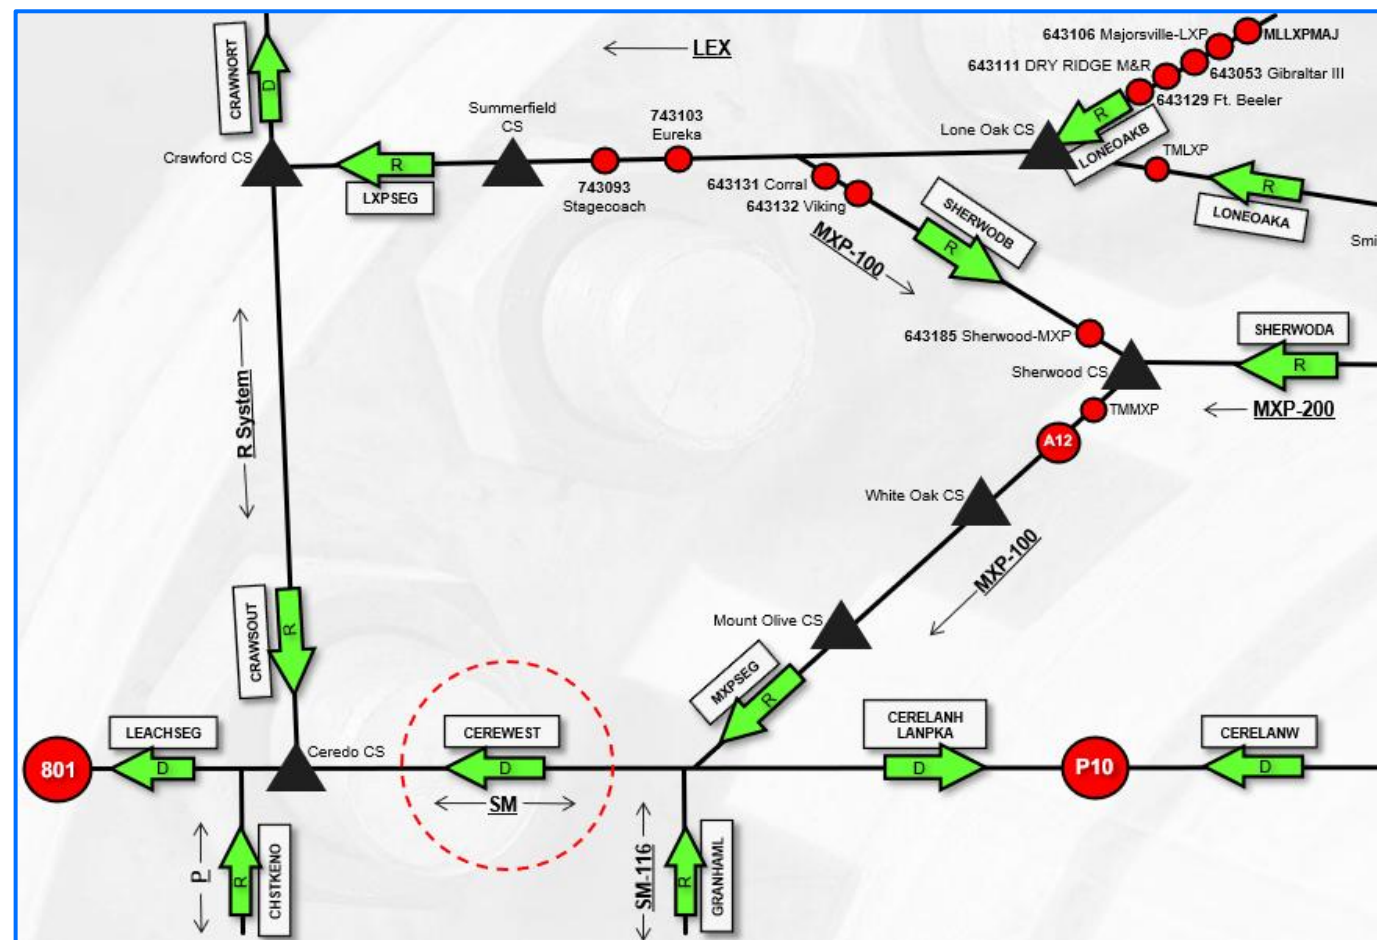 LEX
CRAWNORT
D
Crawford CS
R
LXPSEG
Summerfield
CS
743103
Eureka
743093
Stagecoach
643106 Majorsville-LXP
MLLXPMAJ
643111 DRY RIDGE M&R
643053 Gibraltar III
643129 Ft. Beeler
Lone Oak CS
R
LONEOAKB
TMLXP
R
LONEOAKA
Smi
643131 Corral
643132 Viking
SHERWODB
R
MXP-100
643185 Sherwood-MXP
SHERWODA
R
Sherwood CS
MXP-200
TMMXP
A12
White Oak CS
MXP-100
R System
Mount Olive CS
MXPSEG
R
CRAWSOUT
R
LEACHSEG
D
801
Ceredo CS
CEREWEST
D
SM
CERELANH
LANPKA
D
P10
CERELANW
D
P
R
CHSTKENO
SM-116
R
GRANHAML